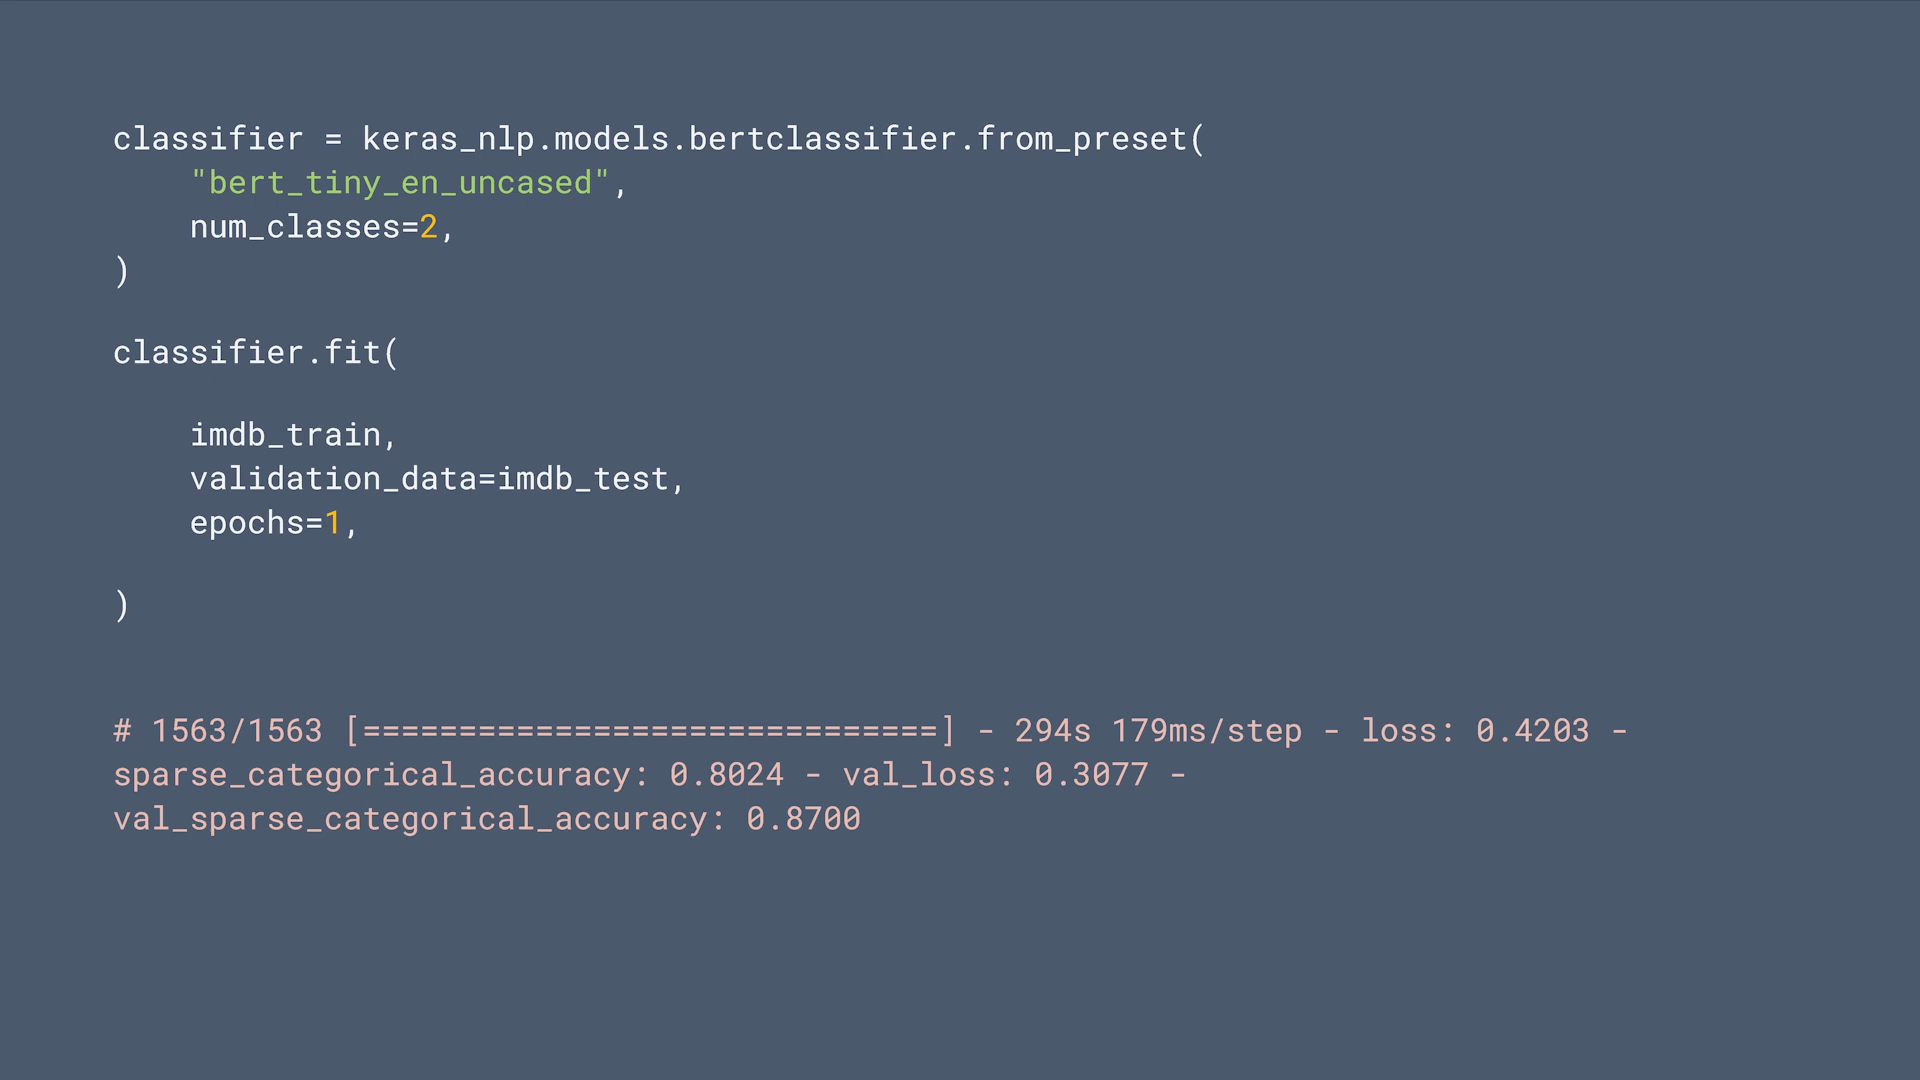 classifier = keras_nlp.models.bertclassifier.from_preset(
    "bert_tiny_en_uncased",
    num_classes=2,
)
classifier.fit(
    imdb_train,
    validation_data=imdb_test,
    epochs=1,
)
# 1563/1563 [==============================] - 294s 179ms/step - loss: 0.4203 -
sparse_categorical_accuracy: 0.8024 - val_loss: 0.3077 -
val_sparse_categorical_accuracy: 0.8700